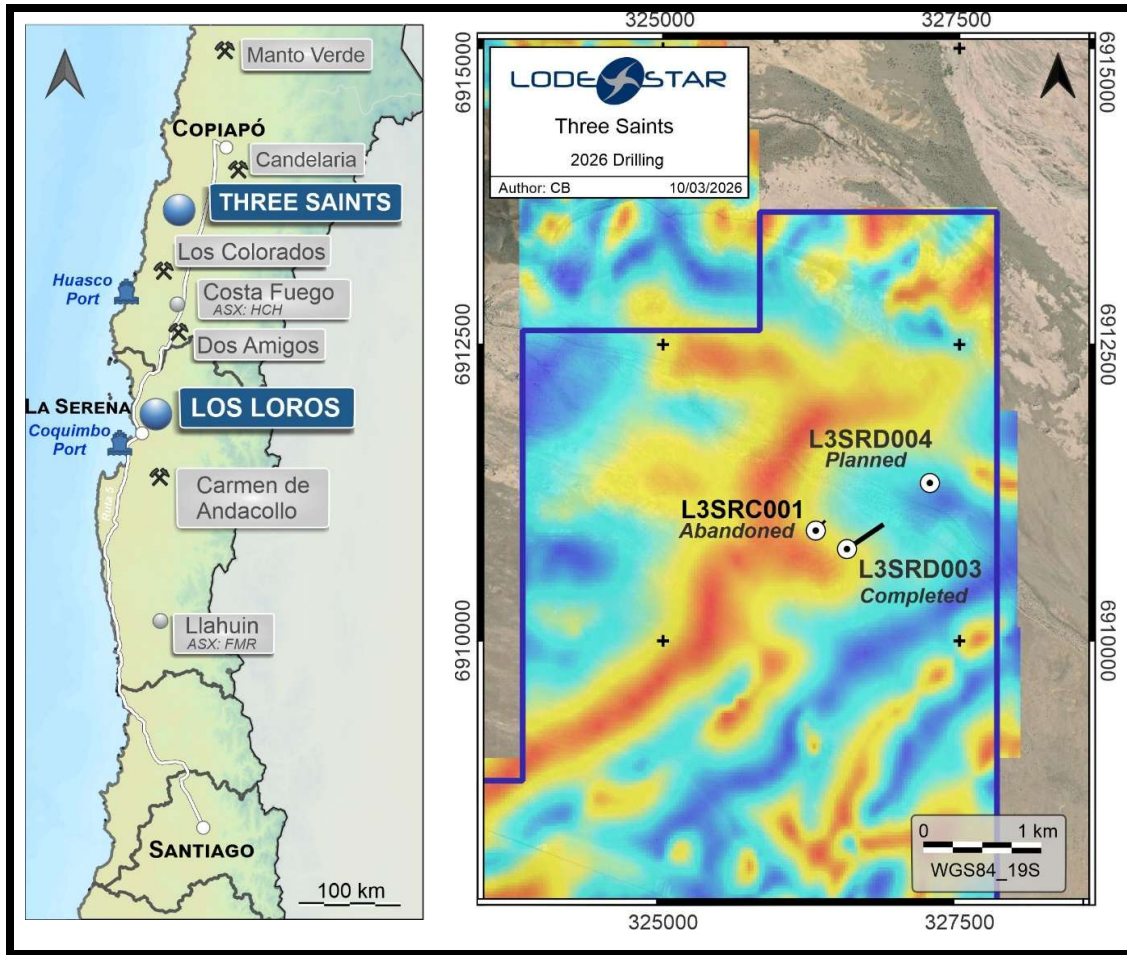 Manto Verde
COPIAPÓ
Candelaria
THREE SAINTS
Los Colorados
Huasco
Port
Costa Fuego
ASX: HCH
Dos Amigos
LA SERENA
LOS LOROS
Coquimbo
Port
Ruta 5
Carmen de
Andacollo
Llahuin
ASX: FMR
SANTIAGO
100 km
325000
327500
6915000
6915000
LODESTAR
Three Saints
2026 Drilling
Author: CB
10/03/2026
6912500
6912500
L3SRD004
Planned
L3SRC001
Abandoned
L3SRD003
Completed
6910000
6910000
0
1 km
WGS84_19S
325000
327500